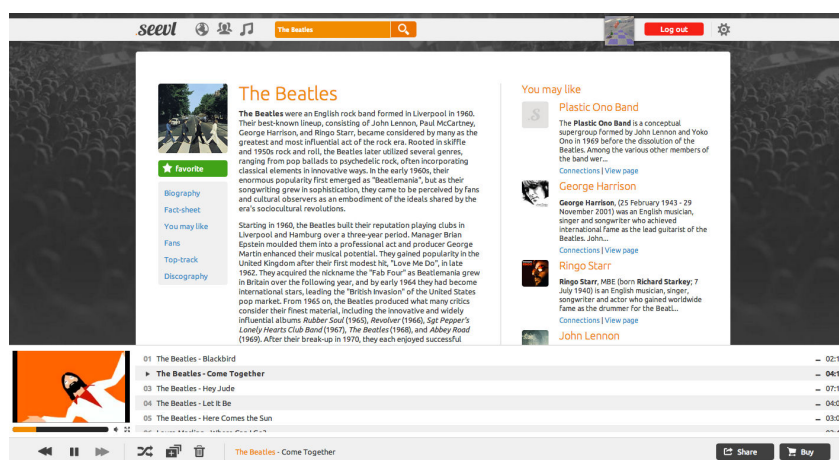 .seevl
The Beatles
Log out
The Beatles
The Beatles were an English rock band formed in Liverpool in 1960.
Their best-known lineup, consisting of John Lennon, Paul McCartney,
George Harrison, and Ringo Starr, became considered by many as the
greatest and most influential act of the rock era. Rooted in skiffle
and 1950s rock and roll, the Beatles later utilized several genres,
ranging from pop ballads to psychedelic rock, often incorporating
classical elements in innovative ways. In the early 1960s, their
enormous popularity first emerged as "Beatlemania", but as their
songwriting grew in sophistication, they came to be perceived by fans
and cultural observers as an embodiment of the ideals shared by the
era's sociocultural revolutions.
Starting in 1960, the Beatles built their reputation playing clubs in
Liverpool and Hamburg over a three-year period. Manager Brian
Epstein moulded them into a professional act and producer George
Martin enhanced their musical potential. They gained popularity in the
United Kingdom after their first modest hit, "Love Me Do", in late
1962. They acquired the nickname the "Fab Four" as Beatlemania grew
in Britain over the following year, and by early 1964 they had become
international stars, leading the "British Invasion" of the United States
pop market. From 1965 on, the Beatles produced what many critics
consider their finest material, including the innovative and widely
influential albums Rubber Soul (1965), Revolver (1966), Sgt Pepper's
Lonely Hearts Club Band (1967), The Beatles (1968), and Abbey Road
(1969). After their break-up in 1970, they each enjoyed successful
favorite
Biography
Fact-sheet
You may like
Fans
Top-track
Discography
You may like
S
Plastic Ono Band
The Plastic Ono Band is a conceptual
supergroup formed by John Lennon and Yoko
Ono in 1969 before the dissolution of the
Beatles. Among the various other members of
the band wer...
Connections | View page
George Harrison
George Harrison, (25 February 1943 - 29
November 2001) was an English musician,
singer and songwriter who achieved
international fame as the lead guitarist of the
Beatles. John...
Connections | View page
Ringo Starr
Ringo Starr, MBE (born Richard Starkey; 7
July 1940) is an English musician, singer,
songwriter and actor who gained worldwide
fame as the drummer for the Beatl...
Connections | View page
John Lennon
01 The Beatles - Blackbird 02:1
The Beatles - Come Together 04:1
03 The Beatles - Hey Jude 07:1
04 The Beatles - Let It Be 04:0
05 The Beatles - Here Comes the Sun 03:0
The Beatles - Come Together
Share
Buy